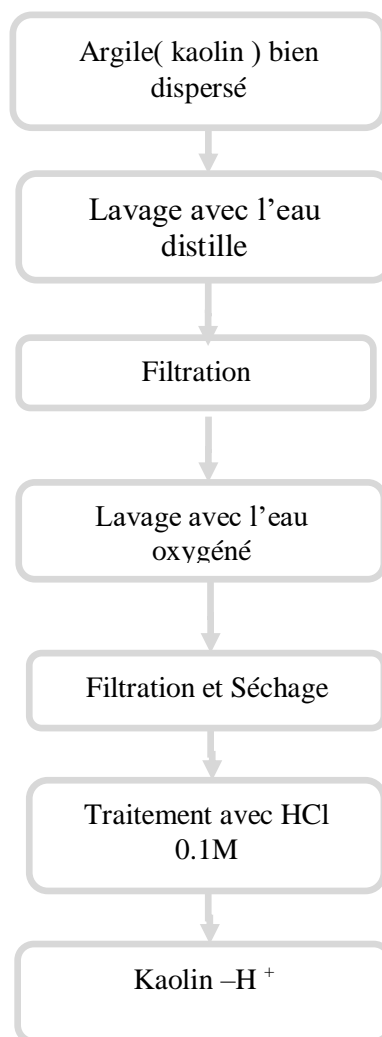 Argile( kaolin ) bien
dispersé
Lavage avec l’eau
distille
Filtration
Lavage avec l’eau
oxygéné
Filtration et Séchage
Traitement avec HCl
0.1M
Kaolin –H +